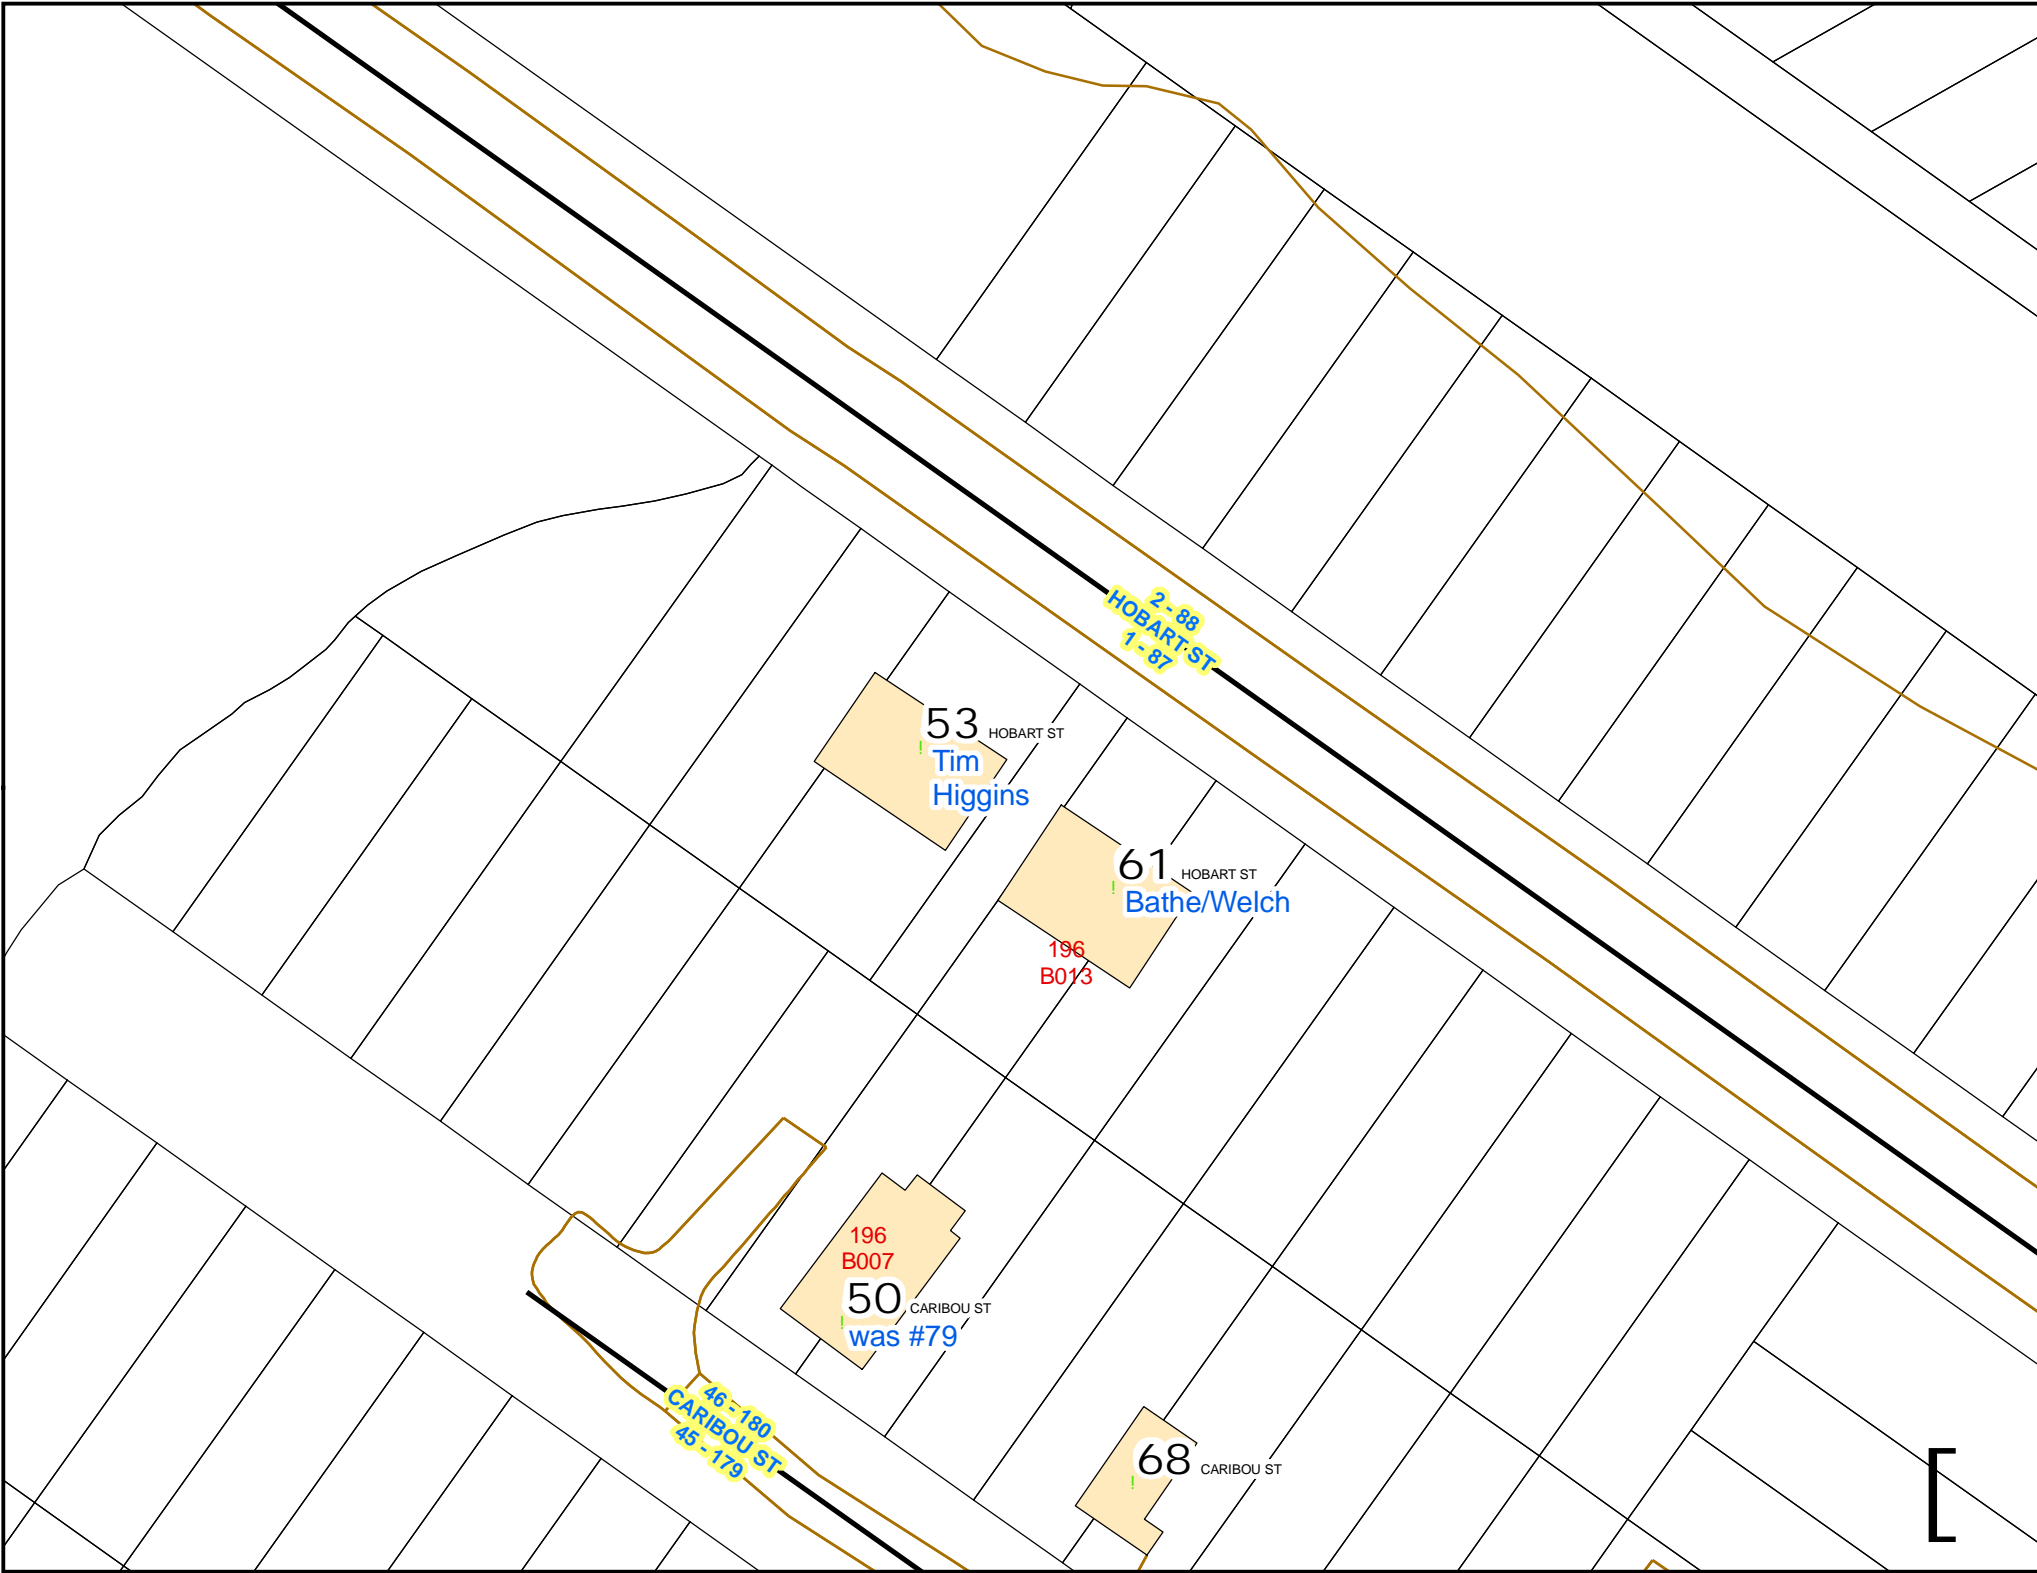 2 - 88
HOBART ST
1 - 87
53 HOBART ST
Tim
Higgins
61 HOBART ST
Bathe/Welch
196
B013
196
B007
50 CARIBOU ST
was #79
46 - 180
CARIBOU ST
45 - 179
68 CARIBOU ST
[